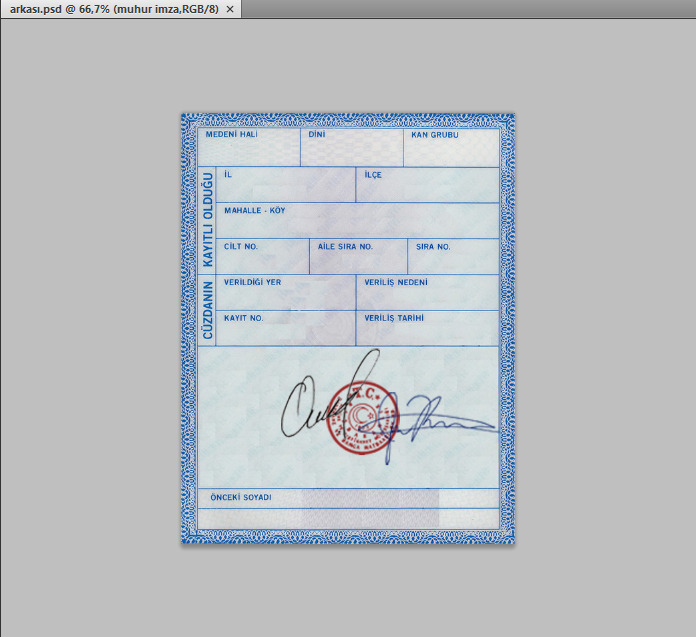 arkası.psd @ 66,7% (muhur imza,RGB/8) ×
MEDENİ HALİ DİNİ KAN GRUBU
KAYITLI OLDUĞU
İL İLÇE
MAHALLE - KÖY
CİLT NO. AİLE SIRA NO. SIRA NO.
CÜZDANIN
VERİLDİĞİ YER VERİLİŞ NEDENİ
KAYIT NO. VERİLİŞ TARİHİ
T.C.
ÖNCEKİ SOYADI